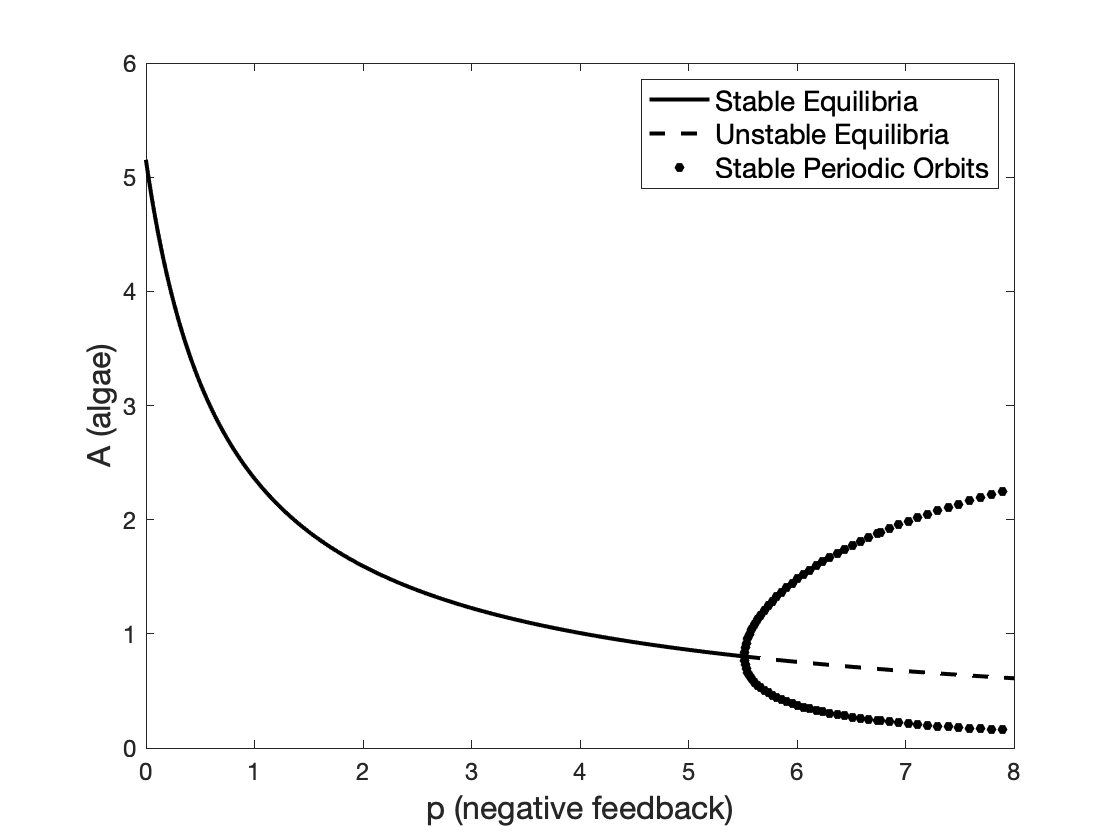 6
5
4
3
2
1
0
A (algae)
Stable Equilibria
Unstable Equilibria
Stable Periodic Orbits
0 1 2 3 4 5 6 7 8
p (negative feedback)